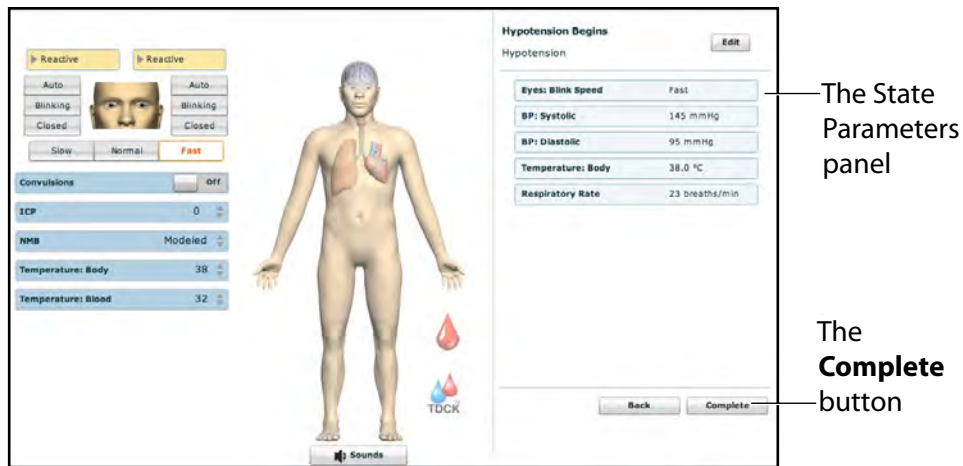 Reactive
Reactive
Auto
Blinking
Closed
Auto
Blinking
Closed
Slow
Normal
Fast
Convulsions
Off
ICP
0
NMB
Modeled
Temperature: Body
38
Temperature: Blood
32
TDCK
Sounds
Hypotension Begins
Hypotension
Edit
Eyes: Blink Speed
Fast
BP: Systolic
145 mmHg
BP: Diastolic
95 mmHg
Temperature: Body
38.0 °C
Respiratory Rate
23 breaths/min
Back
Complete
The State
Parameters
panel
The
Complete
button